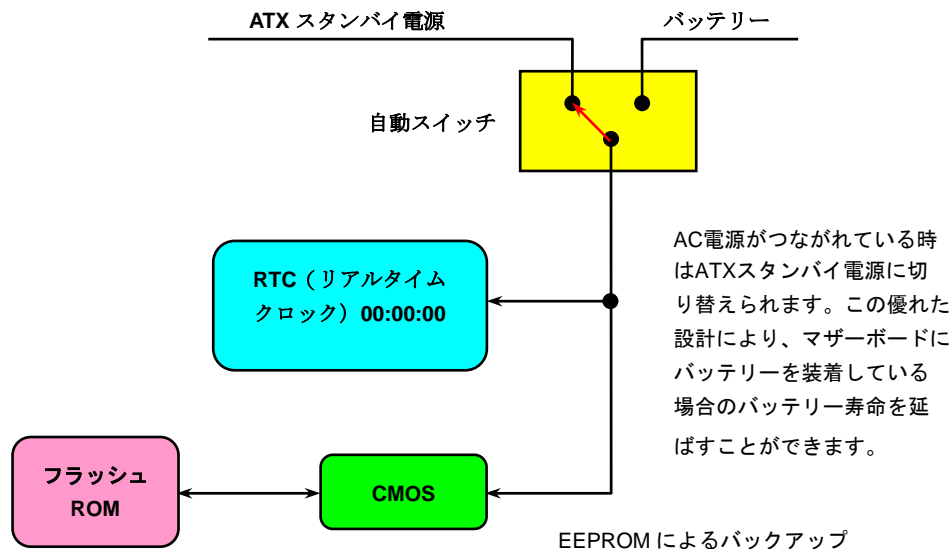 ATX スタンバイ電源
バッテリー
自動スイッチ
RTC（リアルタイム
クロック）00:00:00
AC電源がつながれている時
はATXスタンバイ電源に切
り替えられます。この優れた
設計により、マザーボードに
バッテリーを装着している
場合のバッテリー寿命を延
ばすことができます。
フラッシュ
ROM
CMOS
EEPROM によるバックアップ